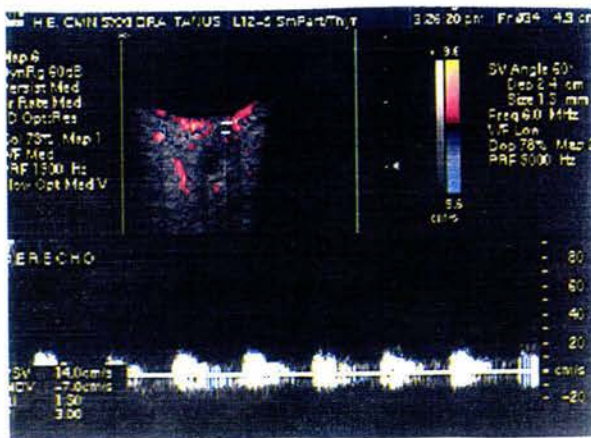 H.E. CMN SXXI DRA TANUS L12-5 SmPart/Thyr 3:26:20 pm Fr #34 4.3 cm
Map 6
DynRg 60dB
Persist Med
Fr Rate Med
2D Opt:Res
Col 78% Map 1
WF Med
PRF 1500 Hz
Flow Opt Med V
9.6
9.6
cm/s
SV Angle 60°
Dep 2.4 cm
Size 1.3 mm
Freq 6.0 MHz
WF Low
Dop 78% Map 2
PRF 5000 Hz
DERECHO
80
60
40
20
cm/s
-20
PSV 14.0cm/s
MDV -7.0cm/s
RI 1.50
3.00